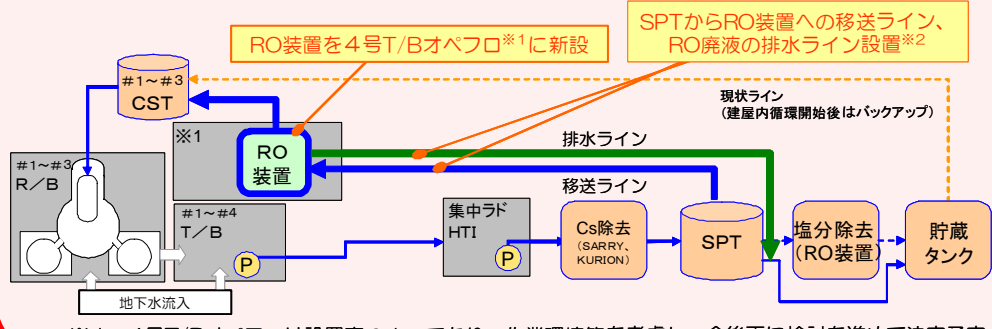 RO装置を4号T/Bオペフロ※1に新設
SPTからRO装置への移送ライン、
RO廃液の排水ライン設置※2
#1~#3
CST
現状ライン
(建屋内循環開始後はバックアップ)
※1
RO
装置
排水ライン
移送ライン
#1~#3
R/B
#1~#4
T/B
P
集中ラド
HTI
P
Cs除去
(SARRY、
KURION)
SPT
塩分除去
(RO装置)
貯蔵
タンク
地下水流入